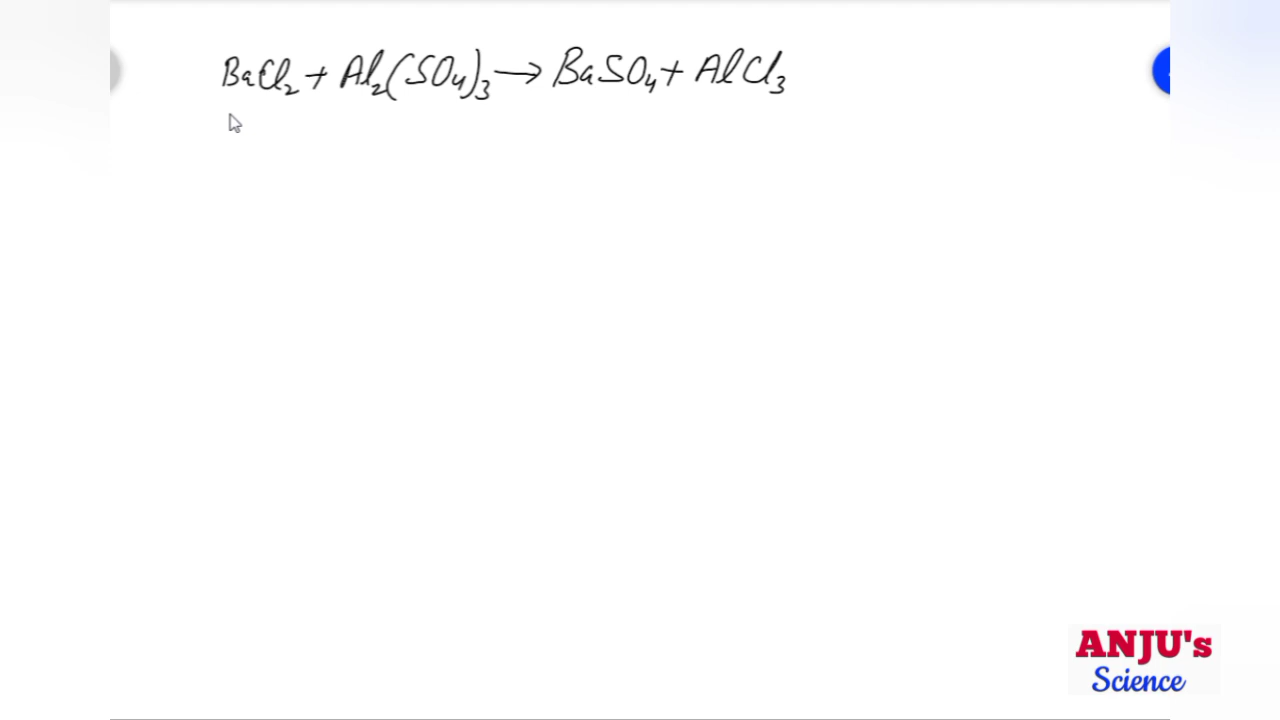 BaCl₂ + Al₂(SO₄)₃ → BaSO₄ + AlCl₃
ANJU's
Science